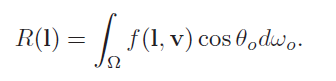 R(l) = ∫_Ω f(l, v) cos θ_o dω_o.